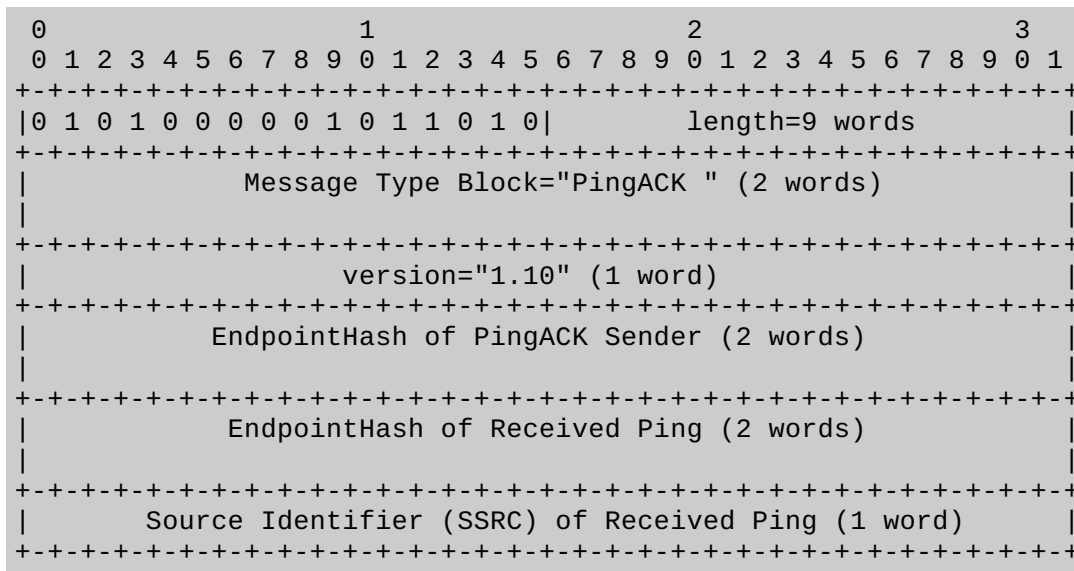 0                   1                   2                   3
 0 1 2 3 4 5 6 7 8 9 0 1 2 3 4 5 6 7 8 9 0 1 2 3 4 5 6 7 8 9 0 1
+-+-+-+-+-+-+-+-+-+-+-+-+-+-+-+-+-+-+-+-+-+-+-+-+-+-+-+-+-+-+-+-+
|0 1 0 1 0 0 0 0 0 1 0 1 1 0 1 0|        length=9 words         |
+-+-+-+-+-+-+-+-+-+-+-+-+-+-+-+-+-+-+-+-+-+-+-+-+-+-+-+-+-+-+-+-+
|             Message Type Block="PingACK " (2 words)           |
|                                                               |
+-+-+-+-+-+-+-+-+-+-+-+-+-+-+-+-+-+-+-+-+-+-+-+-+-+-+-+-+-+-+-+-+
|                   version="1.10" (1 word)                     |
+-+-+-+-+-+-+-+-+-+-+-+-+-+-+-+-+-+-+-+-+-+-+-+-+-+-+-+-+-+-+-+-+
|           EndpointHash of PingACK Sender (2 words)            |
|                                                               |
+-+-+-+-+-+-+-+-+-+-+-+-+-+-+-+-+-+-+-+-+-+-+-+-+-+-+-+-+-+-+-+-+
|            EndpointHash of Received Ping (2 words)            |
|                                                               |
+-+-+-+-+-+-+-+-+-+-+-+-+-+-+-+-+-+-+-+-+-+-+-+-+-+-+-+-+-+-+-+-+
|       Source Identifier (SSRC) of Received Ping (1 word)      |
+-+-+-+-+-+-+-+-+-+-+-+-+-+-+-+-+-+-+-+-+-+-+-+-+-+-+-+-+-+-+-+-+